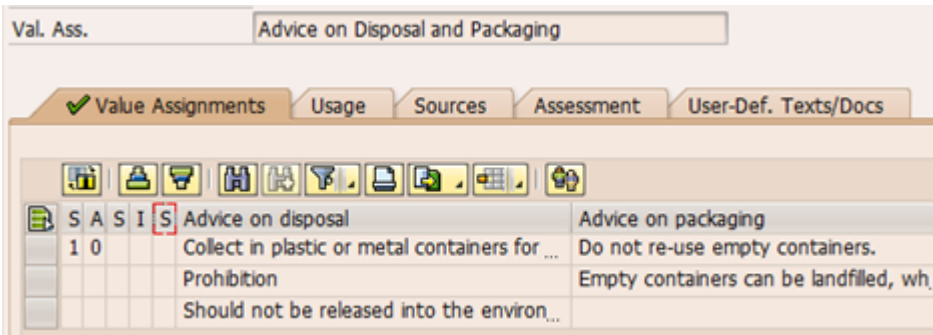 Val. Ass. Advice on Disposal and Packaging
Value Assignments Usage Sources Assessment User-Def. Texts/Docs
S A S I S Advice on disposal Advice on packaging
1 0 Collect in plastic or metal containers for ... Do not re-use empty containers.
Prohibition Empty containers can be landfilled, wh
Should not be released into the environ...